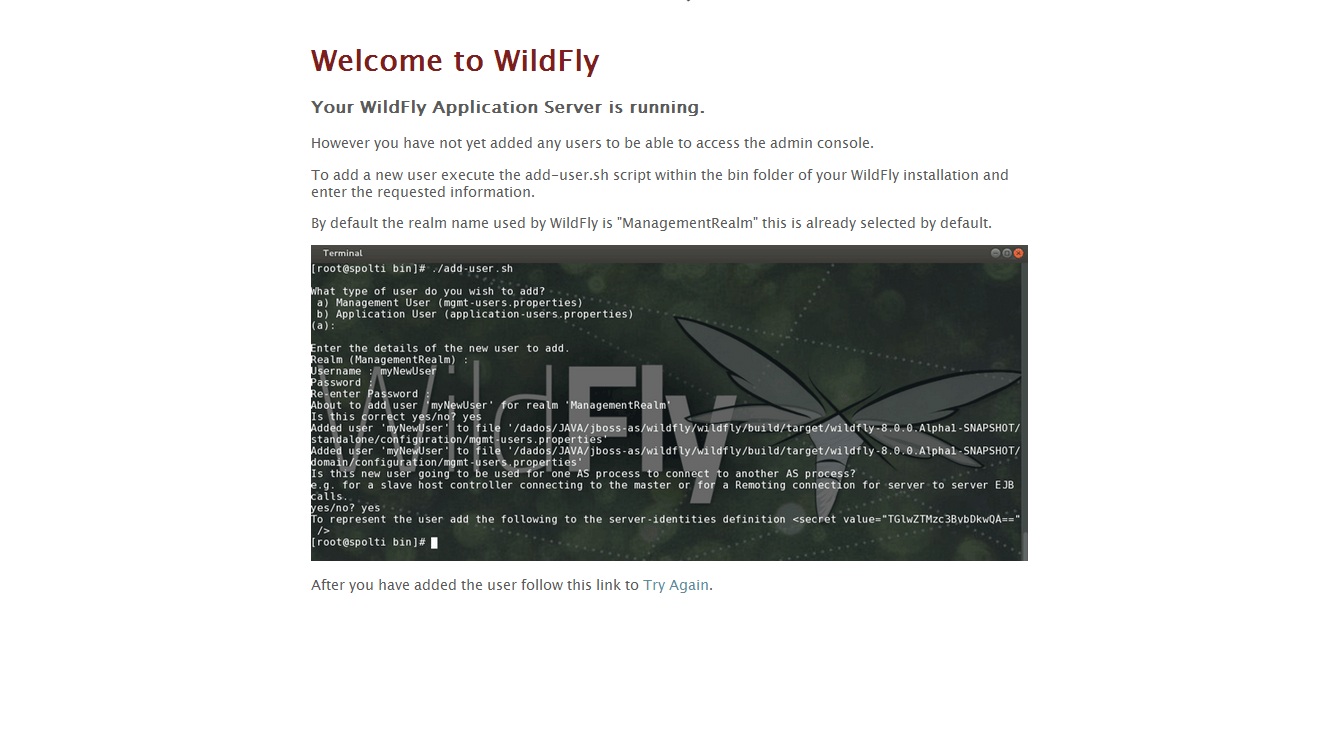 Welcome to WildFly
Your WildFly Application Server is running.
However you have not yet added any users to be able to access the admin console.
To add a new user execute the add-user.sh script within the bin folder of your WildFly installation and
enter the requested information.
By default the realm name used by WildFly is "ManagementRealm" this is already selected by default.
Terminal
[root@spolti bin]# ./add-user.sh
What type of user do you wish to add?
a) Management User (mgmt-users.properties)
b) Application User (application-users.properties)
(a):
Enter the details of the new user to add.
Realm (ManagementRealm) :
Username : myNewUser
Password :
Re-enter Password :
About to add user 'myNewUser' for realm 'ManagementRealm'
Is this correct yes/no? yes
Added user 'myNewUser' to file '/dados/JAVA/jboss-as/wildfly/wildfly/build/target/wildfly-8.0.0.Alpha1-SNAPSHOT/
standalone/configuration/mgmt-users.properties'
Added user 'myNewUser' to file '/dados/JAVA/jboss-as/wildfly/wildfly/build/target/wildfly-8.0.0.Alpha1-SNAPSHOT/
domain/configuration/mgmt-users.properties'
Is this new user going to be used for one AS process to connect to another AS process?
e.g. for a slave host controller connecting to the master or for a Remoting connection for server to server EJB
calls.
yes/no? yes
To represent the user add the following to the server-identities definition <secret value="TGlwZTMzc3BvbDkwQA=="
/>
[root@spolti bin]#
WildFly
After you have added the user follow this link to Try Again.